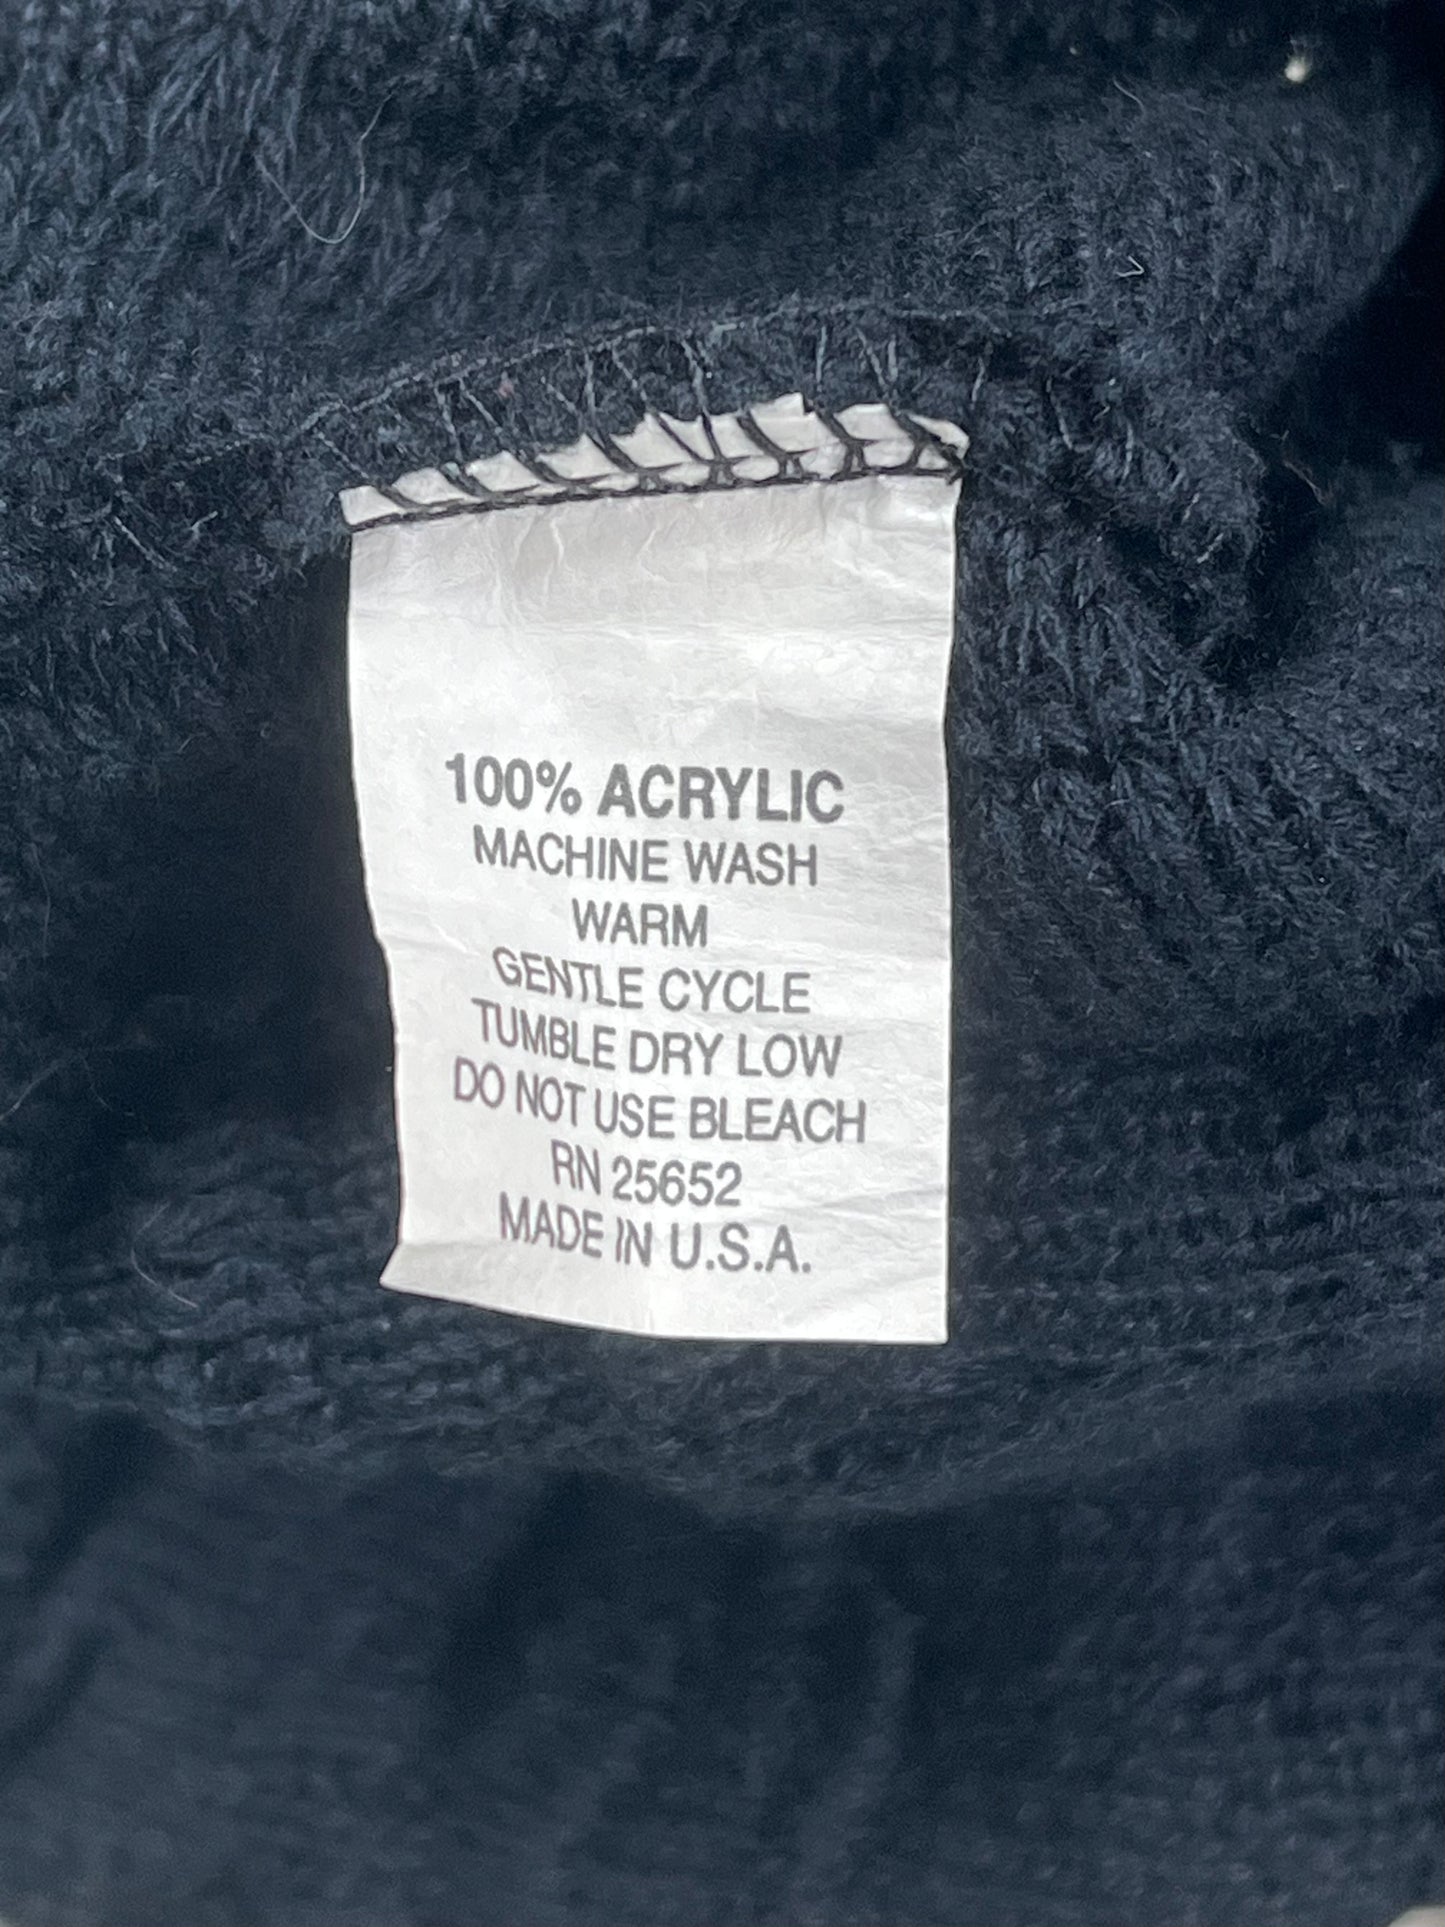 100% ACRYLIC
MACHINE WASH
WARM
GENTLE CYCLE
TUMBLE DRY LOW
DO NOT USE BLEACH
RN 25652
MADE IN U.S.A.